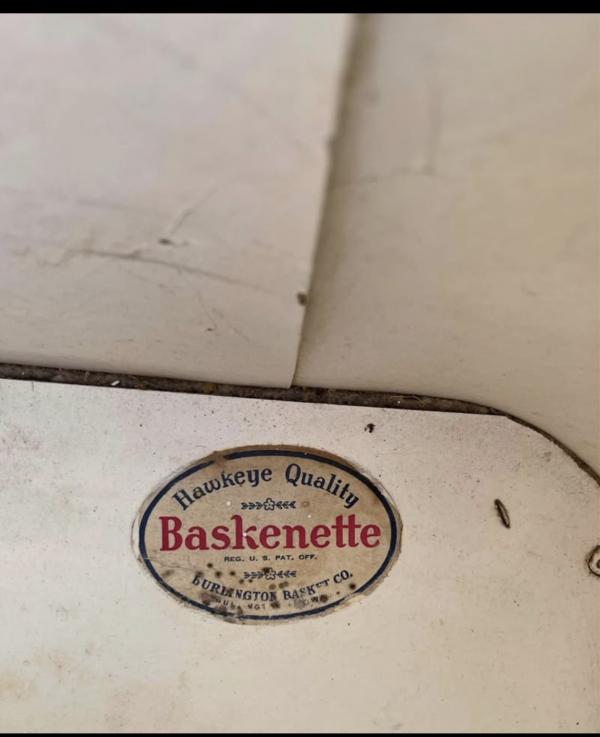 Hawkeye Quality
Baskenette
REG. U. S. PAT. OFF.
BURLINGTON BASKET CO.